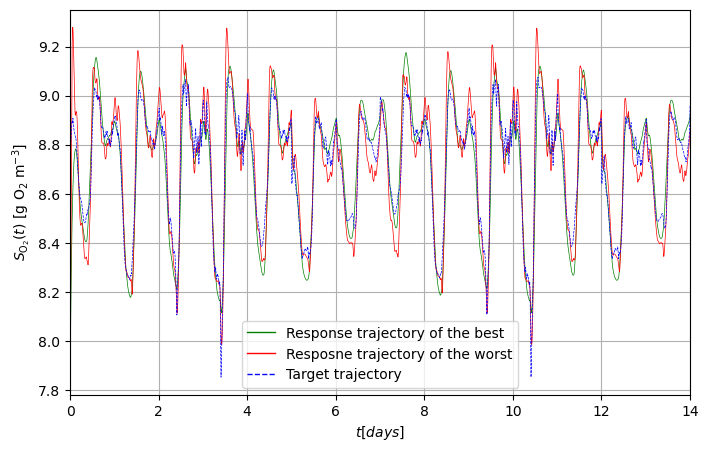 9.2
9.0
8.8
8.6
8.4
8.2
8.0
7.8
S_{O_2}(t) [g O_2 m^{-3}]
Response trajectory of the best
Resposne trajectory of the worst
Target trajectory
0 2 4 6 8 10 12 14
t[days]